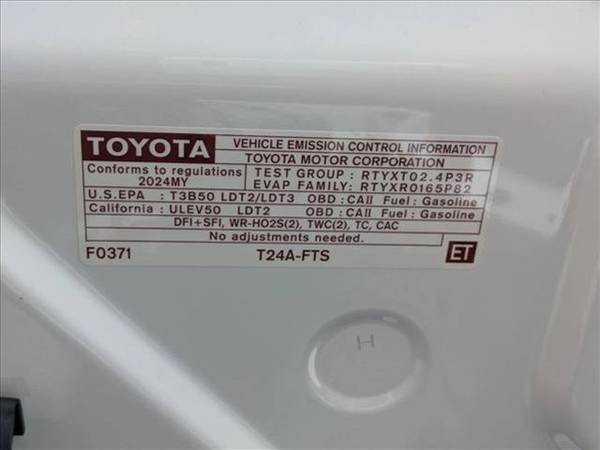 TOYOTA VEHICLE EMISSION CONTROL INFORMATION
TOYOTA MOTOR CORPORATION
Conforms to regulations
2024MY
TEST GROUP : RTYXT02.4P3R
EVAP FAMILY: RTYXR0165P82
U.S.EPA : T3B50 LDT2/LDT3 OBD : CAII Fuel : Gasoline
California : ULEV50 LDT2 OBD : CAII Fuel : Gasoline
DFI+SFI, WR-HO2S(2), TWC(2), TC, CAC
No adjustments needed.
F0371 T24A-FTS ET
H